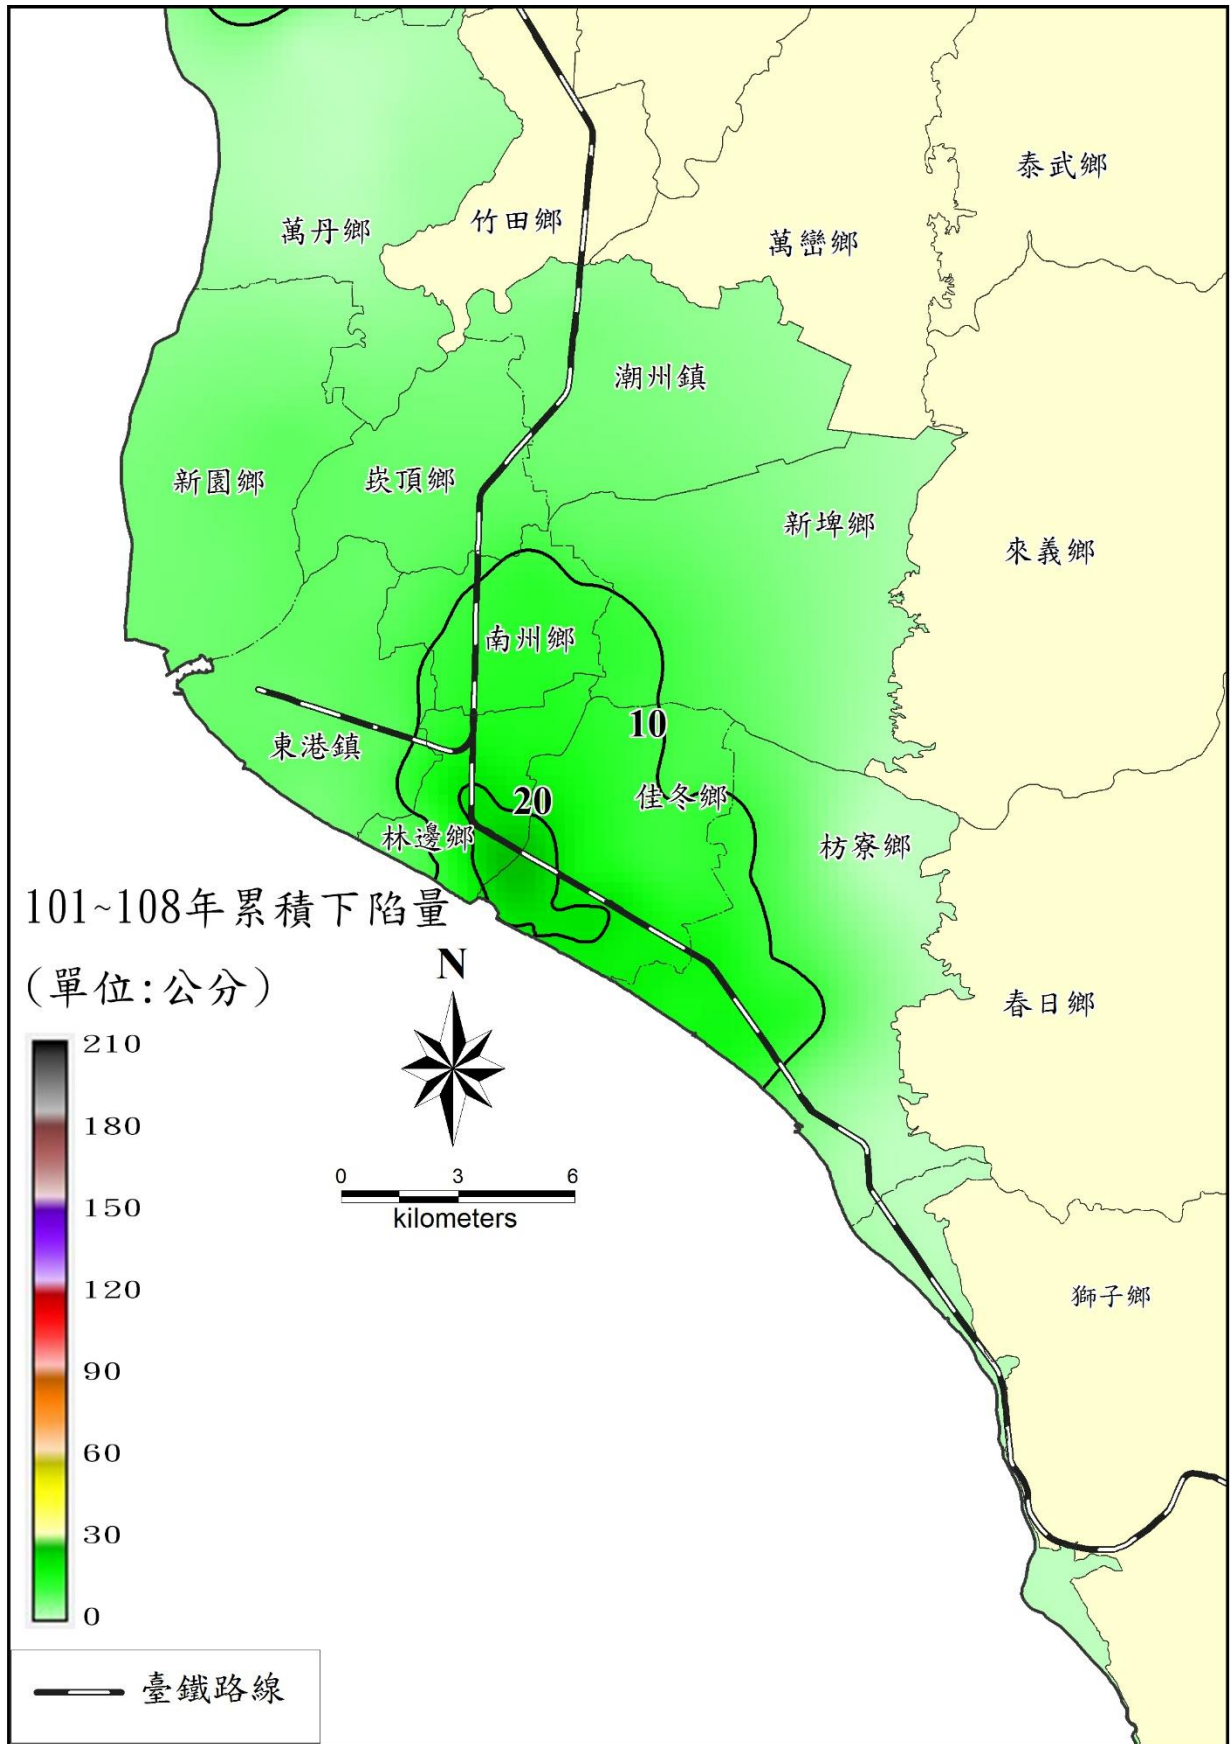 泰武鄉
竹田鄉
萬丹鄉
萬巒鄉
潮州鎮
新園鄉
崁頂鄉
新埤鄉
來義鄉
南州鄉
10
東港鎮
20
佳冬鄉
林邊鄉
枋寮鄉
101~108年累積下陷量
(單位:公分)
N
春日鄉
210
180
150
120
90
60
30
0
0 3 6
kilometers
獅子鄉
臺鐵路線